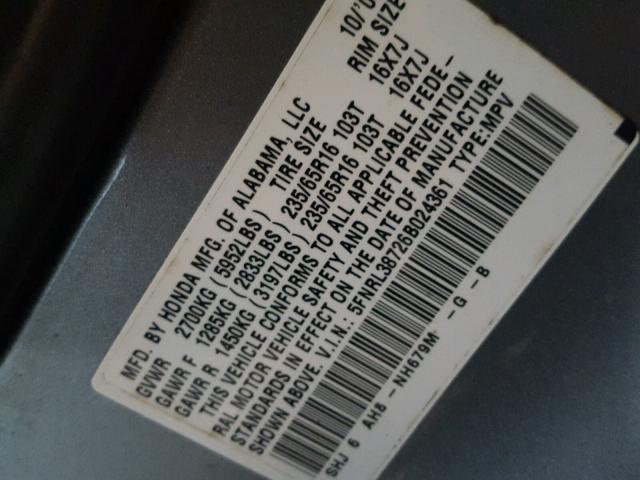 MFD. BY HONDA MFG. OF ALABAMA, LLC 10/'0
GVWR 2700KG (5952LBS) TIRE SIZE RIM SIZE
GAWR F 1285KG (2833LBS) 235/65R16 103T 16X7J
GAWR R 1450KG (3197LBS) 235/65R16 103T 16X7J
THIS VEHICLE CONFORMS TO ALL APPLICABLE FEDE-
RAL MOTOR VEHICLE SAFETY AND THEFT PREVENTION
STANDARDS IN EFFECT ON THE DATE OF MANUFACTURE
SHOWN ABOVE. V.I.N.: 5FNRL38726B024361 TYPE:MPV
SHJ 6 AH8-NH679M -G-B